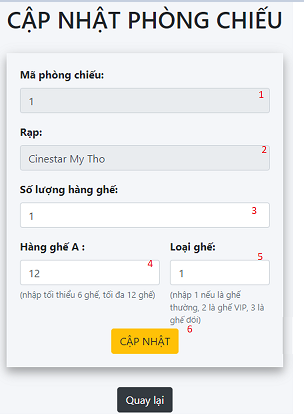 CẬP NHẬT PHÒNG CHIẾU
Mã phòng chiếu:
1 1
Rạp:
Cinestar My Tho 2
Số lượng hàng ghế:
1 3
Hàng ghế A : Loại ghế:
12 4 1 5
(nhập tối thiểu 6 ghế, tối đa 12 ghế) (nhập 1 nếu là ghế
thường, 2 là ghế VIP, 3 là
ghế đôi)
CẬP NHẬT 6
Quay lại